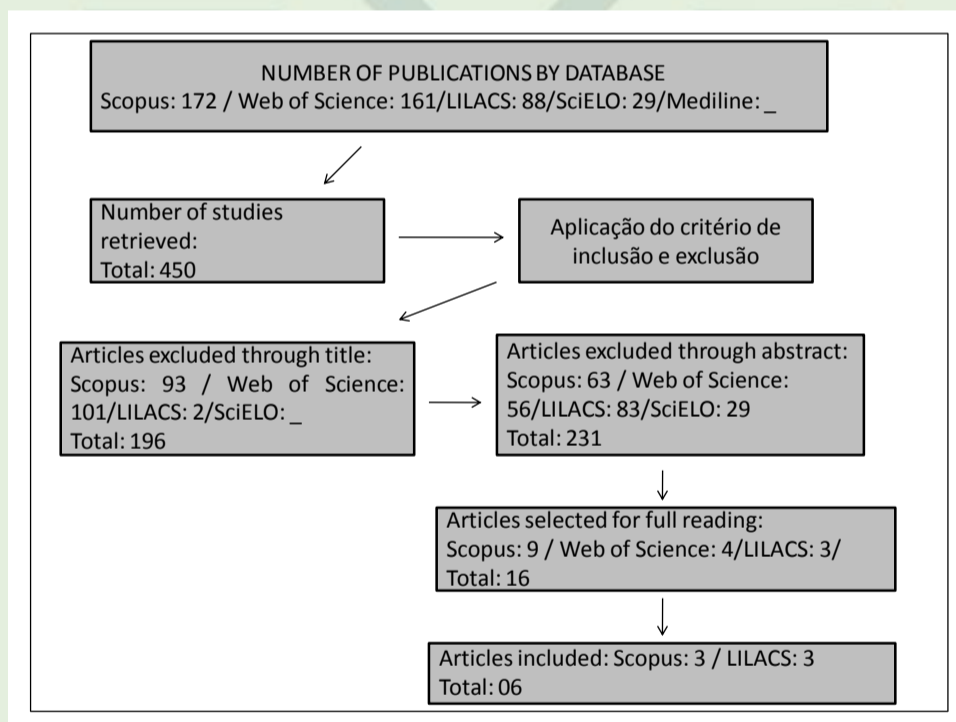 NUMBER OF PUBLICATIONS BY DATABASE
Scopus: 172 / Web of Science: 161/LILACS: 88/SciELO: 29/Mediline: _
Number of studies
retrieved:
Total: 450
Aplicação do critério de
inclusão e exclusão
Articles excluded through title:
Scopus: 93 / Web of Science:
101/LILACS: 2/SciELO: _
Total: 196
Articles excluded through abstract:
Scopus: 63 / Web of Science:
56/LILACS: 83/SciELO: 29
Total: 231
Articles selected for full reading:
Scopus: 9 / Web of Science: 4/LILACS: 3/
Total: 16
Articles included: Scopus: 3 / LILACS: 3
Total: 06